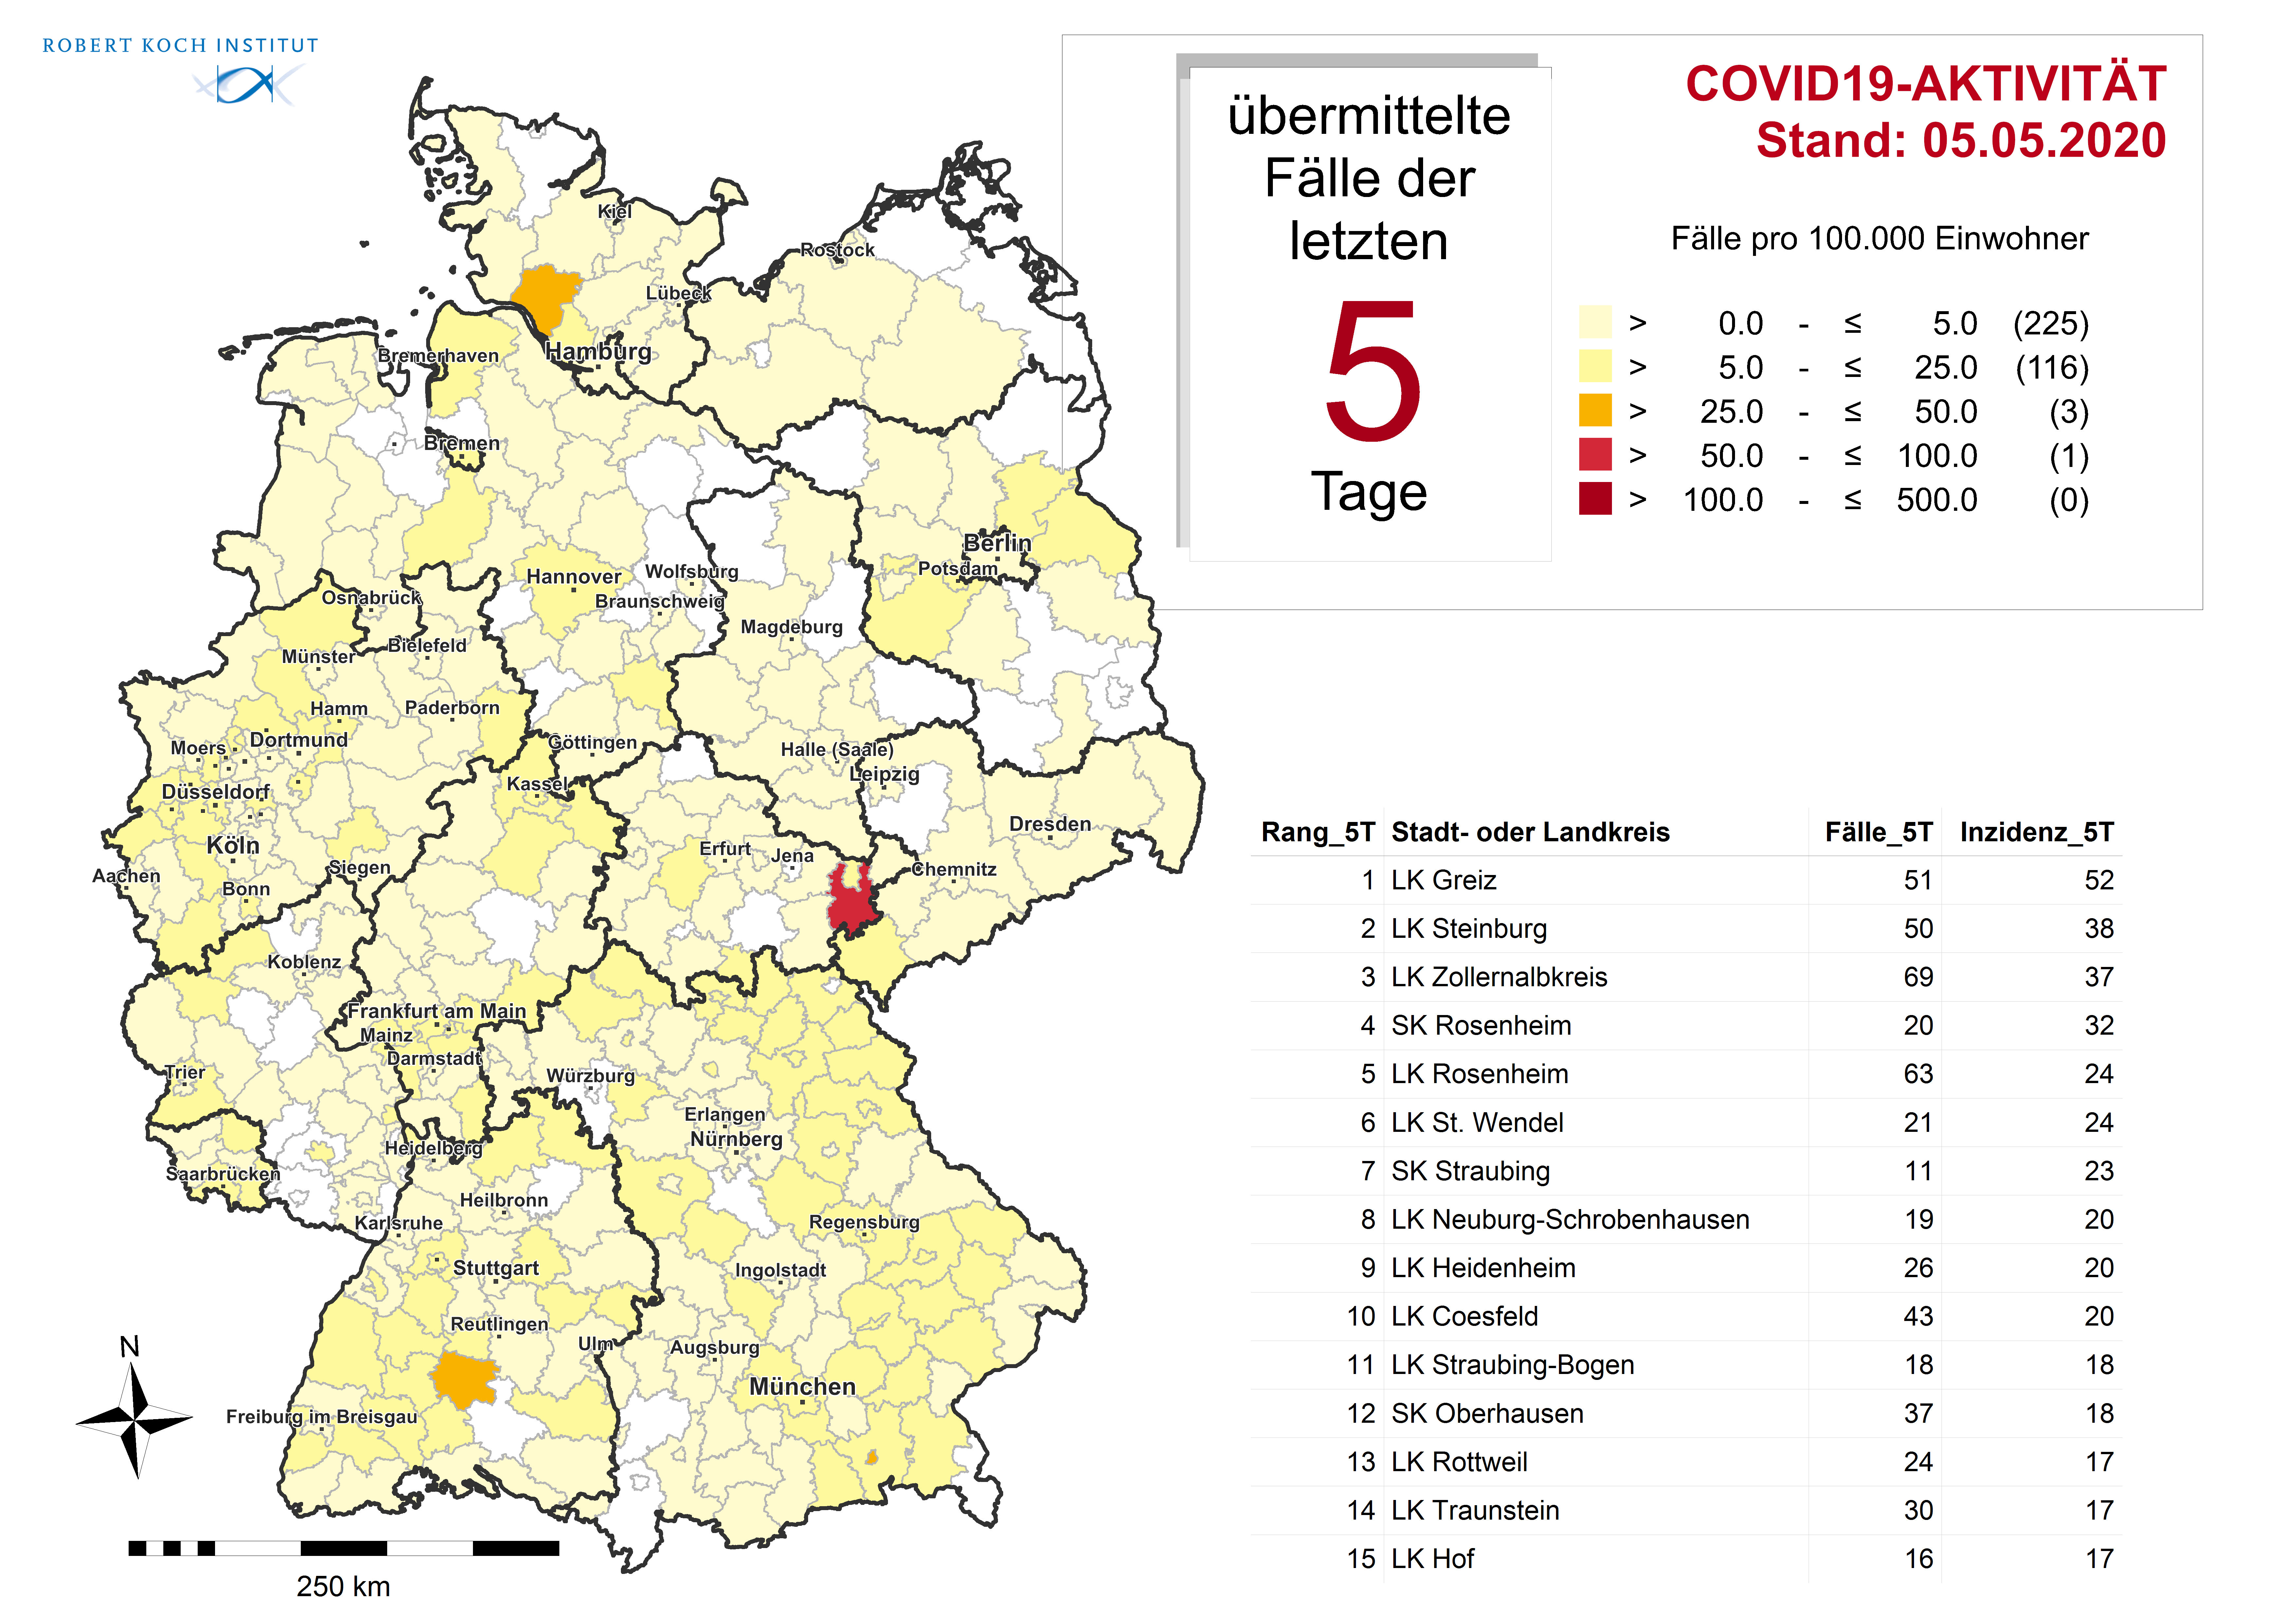 ROBERT KOCH INSTITUT
übermittelte
Fälle der
letzten
5
Tage
COVID19-AKTIVITÄT
Stand: 05.05.2020
Fälle pro 100.000 Einwohner
> 0.0 - ≤ 5.0 (225)
> 5.0 - ≤ 25.0 (116)
> 25.0 - ≤ 50.0 (3)
> 50.0 - ≤ 100.0 (1)
> 100.0 - ≤ 500.0 (0)
Kiel
Rostock
Lübeck
Hamburg
Bremerhaven
Bremen
Berlin
Potsdam
Hannover
Wolfsburg
Osnabrück
Braunschweig
Magdeburg
Bielefeld
Münster
Hamm
Paderborn
Moers
Dortmund
Göttingen
Halle (Saale)
Kassel
Leipzig
Düsseldorf
Dresden
Köln
Erfurt
Jena
Siegen
Chemnitz
Aachen
Bonn
Koblenz
Frankfurt am Main
Mainz
Darmstadt
Trier
Würzburg
Erlangen
Nürnberg
Heidelberg
Saarbrücken
Heilbronn
Karlsruhe
Regensburg
Stuttgart
Ingolstadt
Reutlingen
Ulm
Augsburg
München
Freiburg im Breisgau
N
250 km
Rang_5T Stadt- oder Landkreis Fälle_5T Inzidenz_5T
1 LK Greiz 51 52
2 LK Steinburg 50 38
3 LK Zollernalbkreis 69 37
4 SK Rosenheim 20 32
5 LK Rosenheim 63 24
6 LK St. Wendel 21 24
7 SK Straubing 11 23
8 LK Neuburg-Schrobenhausen 19 20
9 LK Heidenheim 26 20
10 LK Coesfeld 43 20
11 LK Straubing-Bogen 18 18
12 SK Oberhausen 37 18
13 LK Rottweil 24 17
14 LK Traunstein 30 17
15 LK Hof 16 17